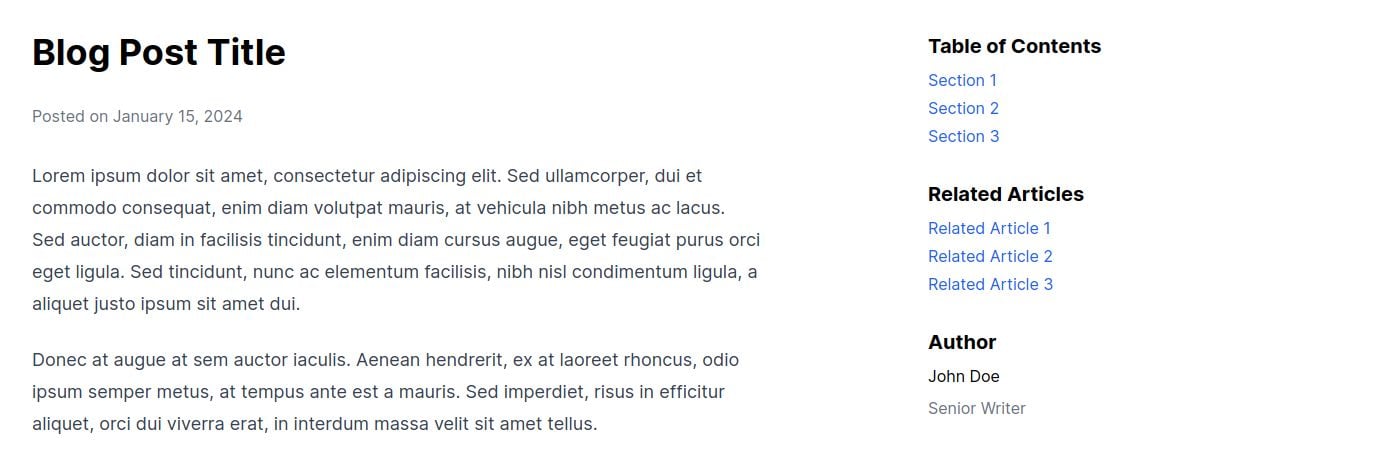 Blog Post Title
Posted on January 15, 2024
Lorem ipsum dolor sit amet, consectetur adipiscing elit. Sed ullamcorper, dui et
commodo consequat, enim diam volutpat mauris, at vehicula nibh metus ac lacus.
Sed auctor, diam in facilisis tincidunt, enim diam cursus augue, eget feugiat purus orci
eget ligula. Sed tincidunt, nunc ac elementum facilisis, nibh nisl condimentum ligula, a
aliquet justo ipsum sit amet dui.
Donec at augue at sem auctor iaculis. Aenean hendrerit, ex at laoreet rhoncus, odio
ipsum semper metus, at tempus ante est a mauris. Sed imperdiet, risus in efficitur
aliquet, orci dui viverra erat, in interdum massa velit sit amet tellus.
Table of Contents
Section 1
Section 2
Section 3
Related Articles
Related Article 1
Related Article 2
Related Article 3
Author
John Doe
Senior Writer